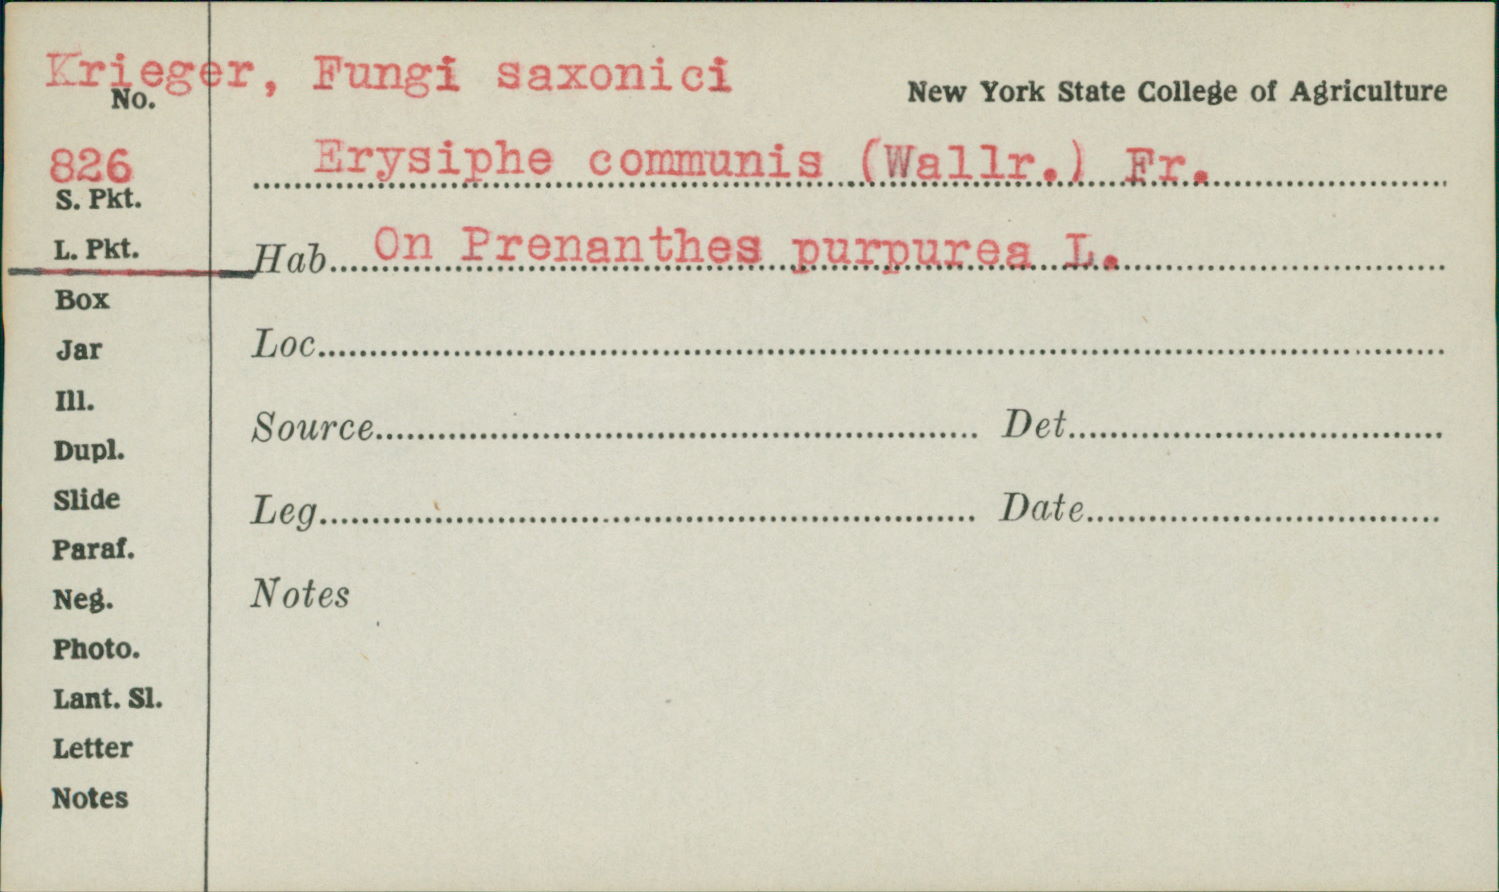 Krieger, Fungi saxonici
New York State College of Agriculture
No.
826
Erysiphe communis (Wallr.) Fr.
S. Pkt.
L. Pkt.
Hab. On Prenanthes purpurea L.
Box
Jar
Loc.
Ill.
Source Det.
Dupl.
Slide
Leg. Date
Paraf.
Neg.
Notes
Photo.
Lant. Sl.
Letter
Notes